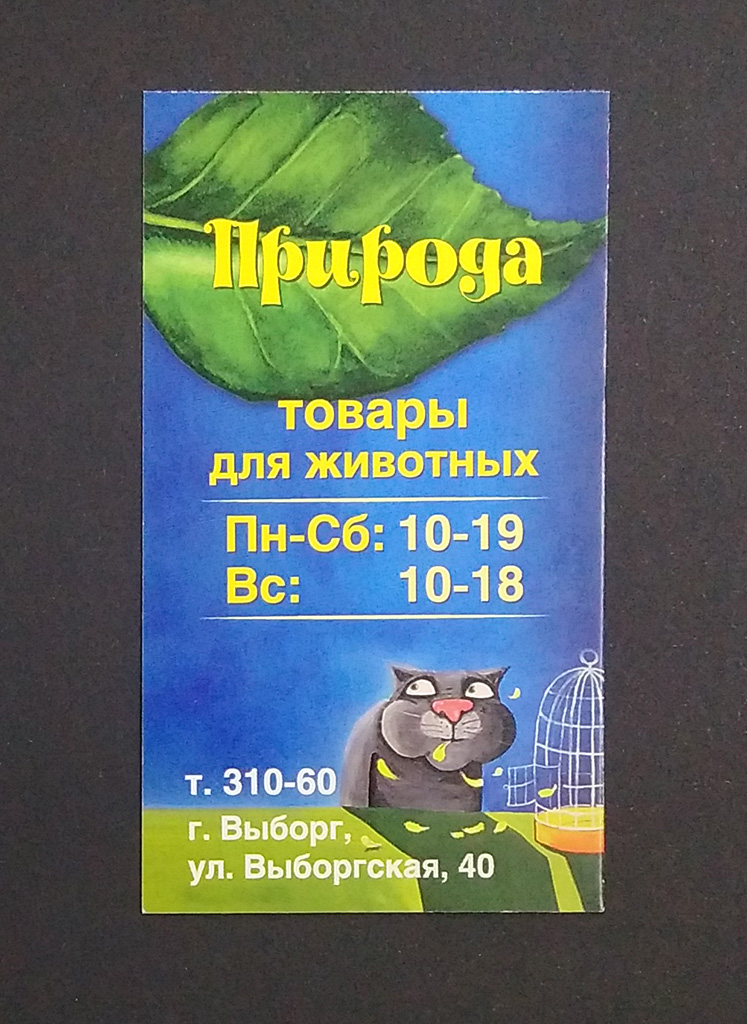 Природа
товары
для животных
Пн-Сб: 10-19
Вс: 10-18
т. 310-60
г. Выборг,
ул. Выборгская, 40